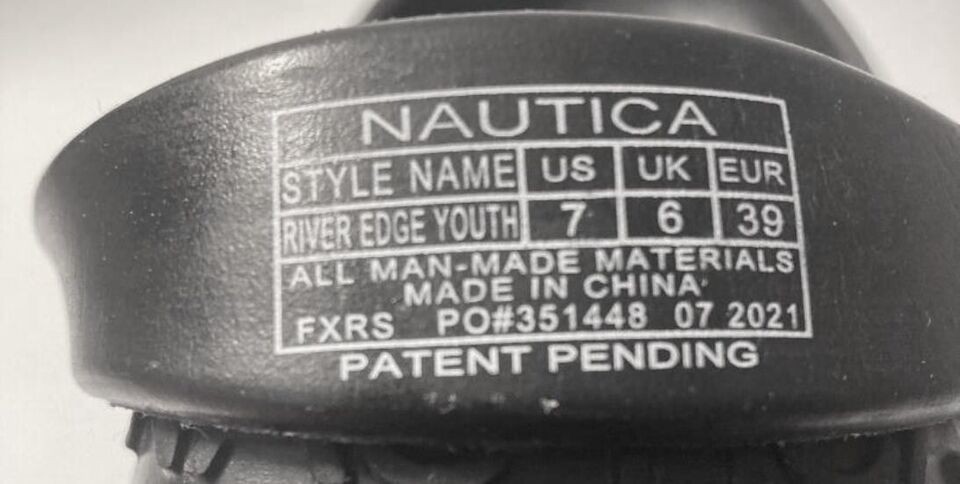 NAUTICA
STYLE NAME US UK EUR
RIVER EDGE YOUTH 7 6 39
ALL MAN-MADE MATERIALS
MADE IN CHINA
FXRS PO#351448 07 2021
PATENT PENDING